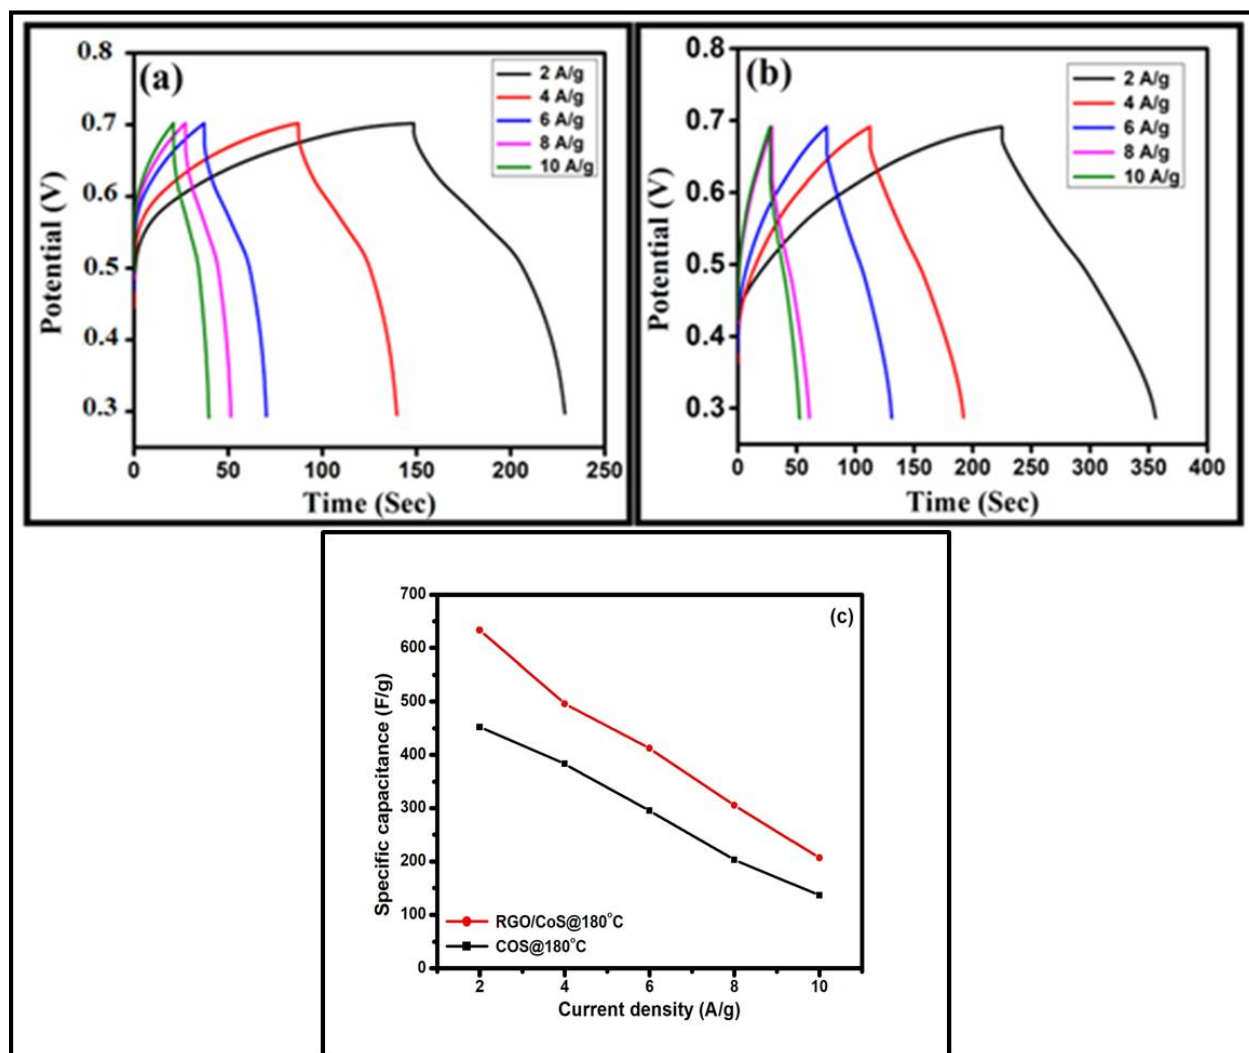 (a)
2 A/g
4 A/g
6 A/g
8 A/g
10 A/g
0.8
0.7
0.6
0.5
0.4
0.3
Potential (V)
0 50 100 150 200 250
Time (Sec)
(b)
2 A/g
4 A/g
6 A/g
8 A/g
10 A/g
0.8
0.7
0.6
0.5
0.4
0.3
Potential (V)
0 50 100 150 200 250 300 350 400
Time (Sec)
(c)
700
600
500
400
300
200
100
0
Specific capacitance (F/g)
RGO/CoS@180°C
COS@180°C
2 4 6 8 10
Current density (A/g)